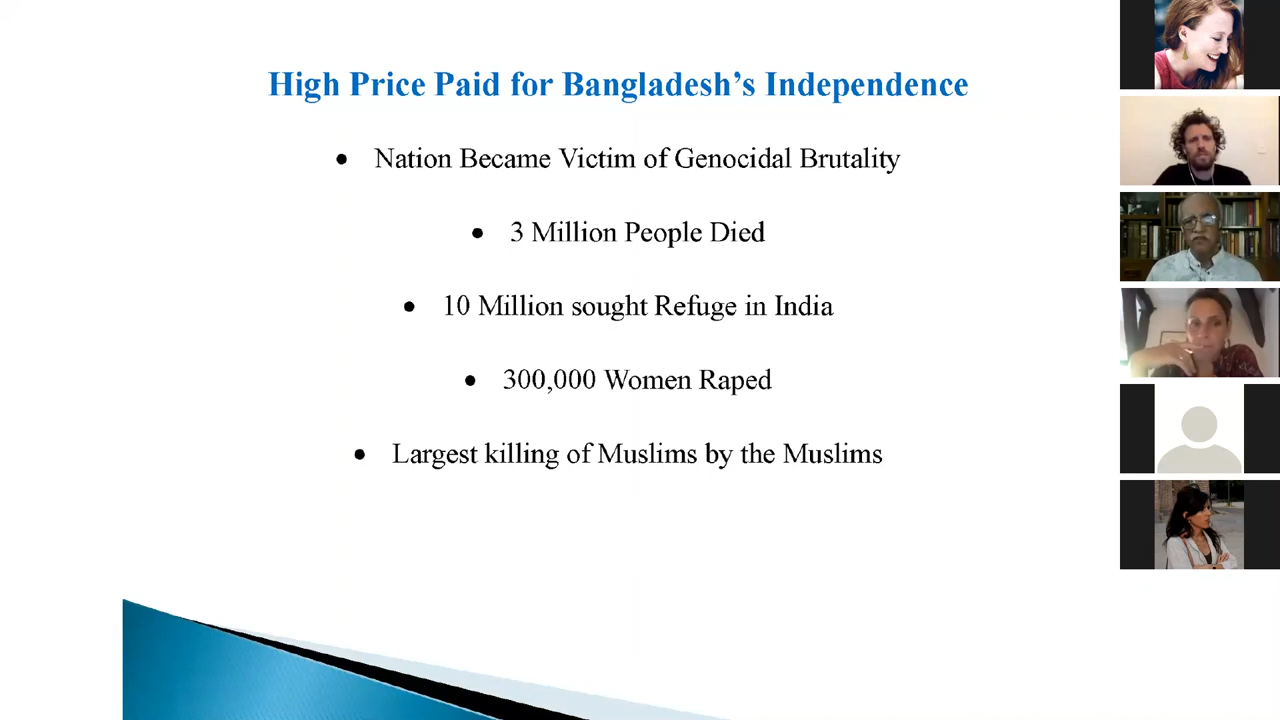 High Price Paid for Bangladesh's Independence
• Nation Became Victim of Genocidal Brutality
• 3 Million People Died
• 10 Million sought Refuge in India
• 300,000 Women Raped
• Largest killing of Muslims by the Muslims